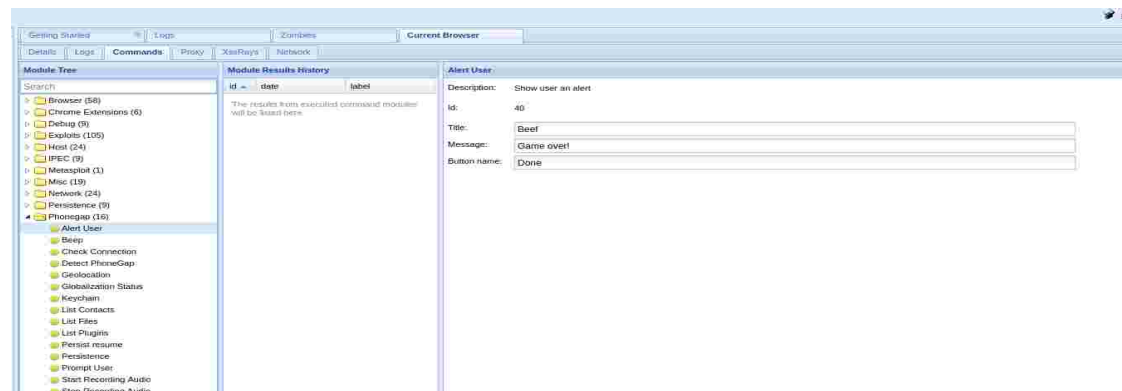 Getting Started Logs Zombies Current Browser
Details Logs Commands Proxy XssRays Network
Module Tree
Search
Browser (58)
Chrome Extensions (6)
Debug (9)
Exploits (105)
Host (24)
IPEC (9)
Metasploit (1)
Misc (19)
Network (24)
Persistence (9)
Phonegap (16)
Alert User
Beep
Check Connection
Detect PhoneGap
Geolocation
Globalization Status
Keychain
List Contacts
List Files
List Plugins
Persist resume
Persistence
Prompt User
Start Recording Audio
Stop Recording Audio
Module Results History
id date label
The results from executed command modules
will be listed here.
Alert User
Description: Show user an alert
Id: 40
Title: Beef
Message: Game over!
Button name: Done